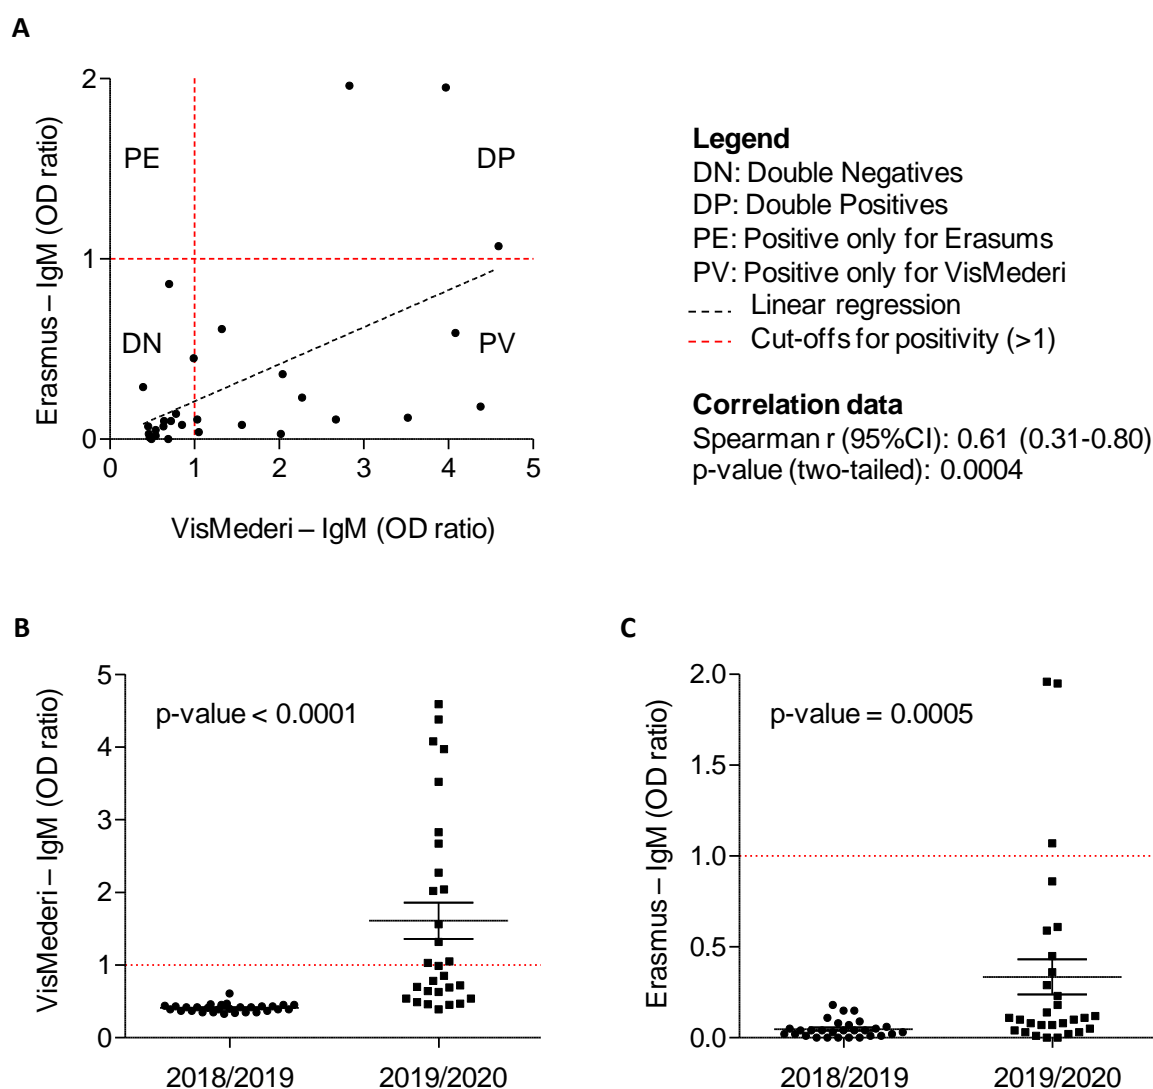 A
2
1
0
0
1
2
3
4
5
PE
DP
DN
PV
Erasmus – IgM (OD ratio)
VisMederi – IgM (OD ratio)
Legend
DN: Double Negatives
DP: Double Positives
PE: Positive only for Erasums
PV: Positive only for VisMederi
Linear regression
Cut-offs for positivity (>1)
Correlation data
Spearman r (95%CI): 0.61 (0.31-0.80)
p-value (two-tailed): 0.0004
B
5
4
3
2
1
0
p-value < 0.0001
VisMederi – IgM (OD ratio)
2018/2019
2019/2020
C
2.0
1.5
1.0
0.5
0.0
p-value = 0.0005
Erasmus – IgM (OD ratio)
2018/2019
2019/2020